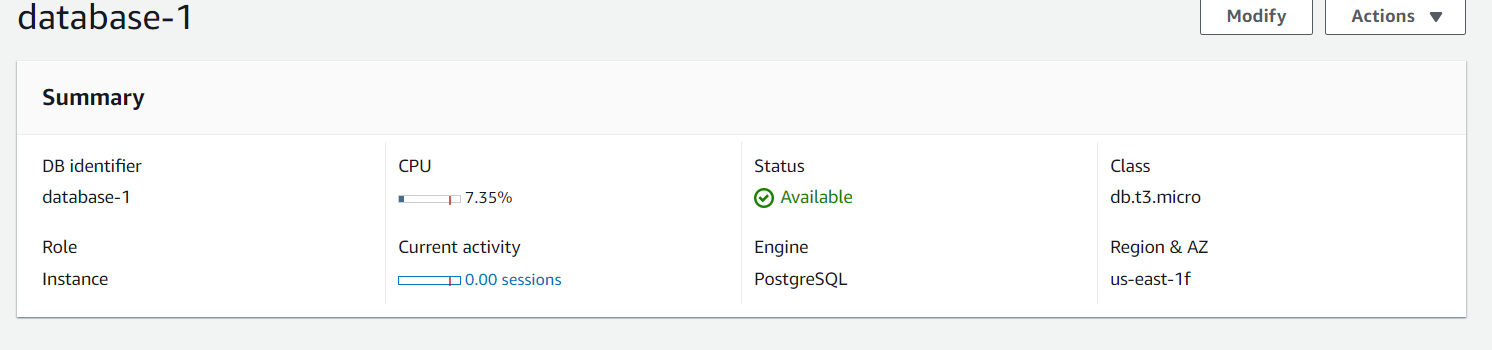 database-1
Modify
Actions
Summary
DB identifier
database-1
CPU
7.35%
Status
Available
Class
db.t3.micro
Role
Instance
Current activity
0.00 sessions
Engine
PostgreSQL
Region & AZ
us-east-1f